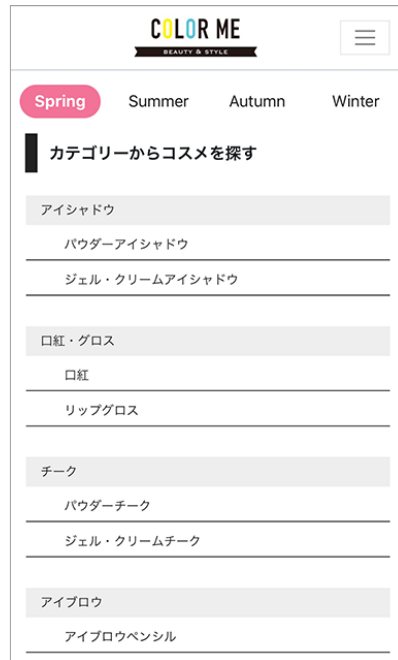 COLOR ME
BEAUTY & STYLE
Spring Summer Autumn Winter
カテゴリーからコスメを探す
アイシャドウ
パウダーアイシャドウ
ジェル・クリームアイシャドウ
口紅・グロス
口紅
リップグロス
チーク
パウダーチーク
ジェル・クリームチーク
アイブロウ
アイブロウペンシル